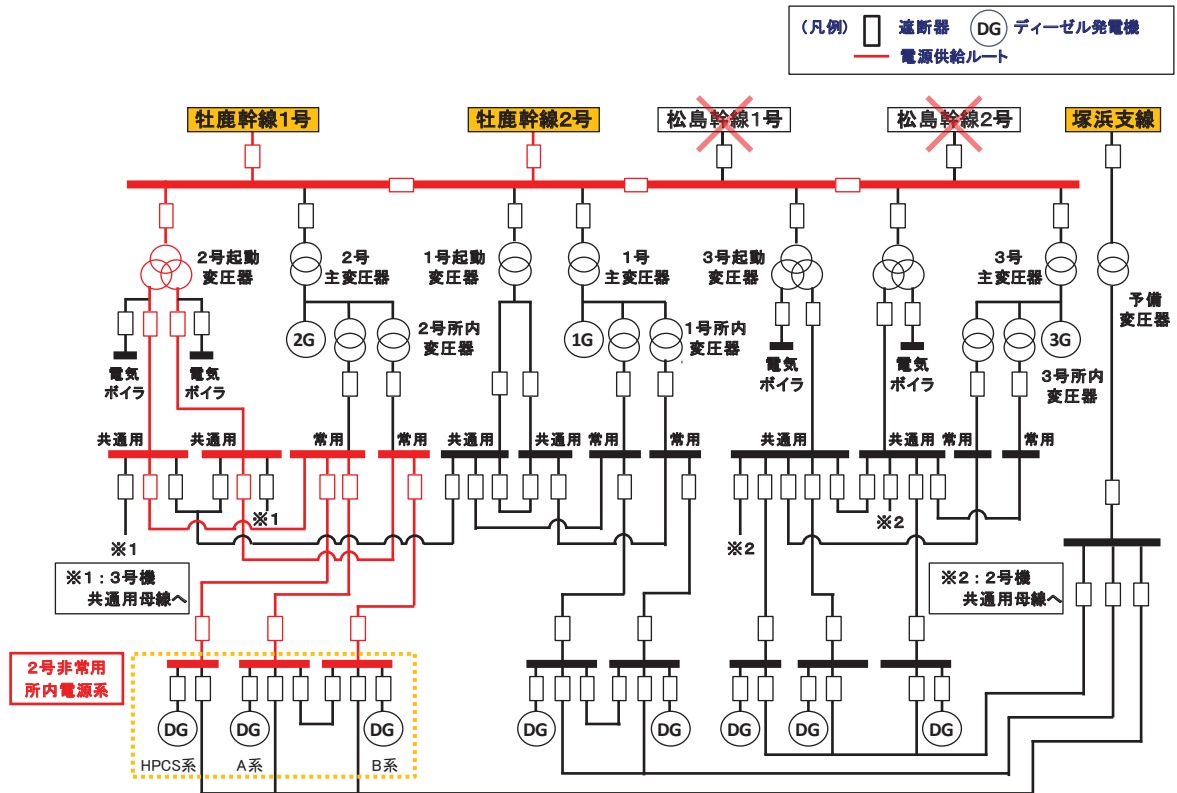 (凡例)
遮断器
DG
ディーゼル発電機
電源供給ルート
牡鹿幹線1号
牡鹿幹線2号
松島幹線1号
松島幹線2号
塚浜支線
2号起動
変圧器
2号
主変圧器
1号起動
変圧器
1号
主変圧器
3号起動
変圧器
3号
主変圧器
予備
変圧器
2G
2号所内
変圧器
1G
1号所内
変圧器
3G
3号所内
変圧器
電気
ボイラ
電気
ボイラ
電気
ボイラ
電気
ボイラ
共通用
共通用
常用
常用
共通用
共通用
常用
常用
共通用
共通用
常用
常用
※1
※1
※2
※2
※1:3号機
共通用母線へ
※2:2号機
共通用母線へ
2号非常用
所内電源系
DG
DG
DG
DG
DG
DG
DG
DG
HPCS系
A系
B系